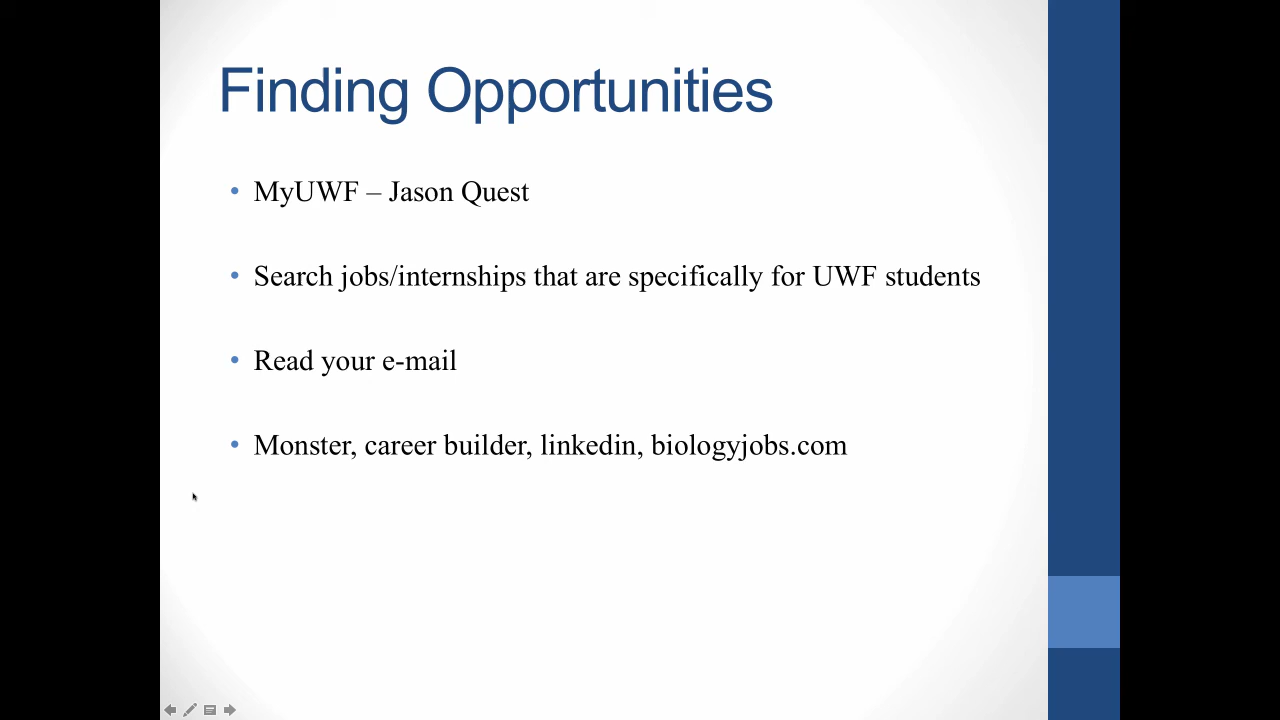 Finding Opportunities
• MyUWF – Jason Quest
• Search jobs/internships that are specifically for UWF students
• Read your e-mail
• Monster, career builder, linkedin, biologyjobs.com